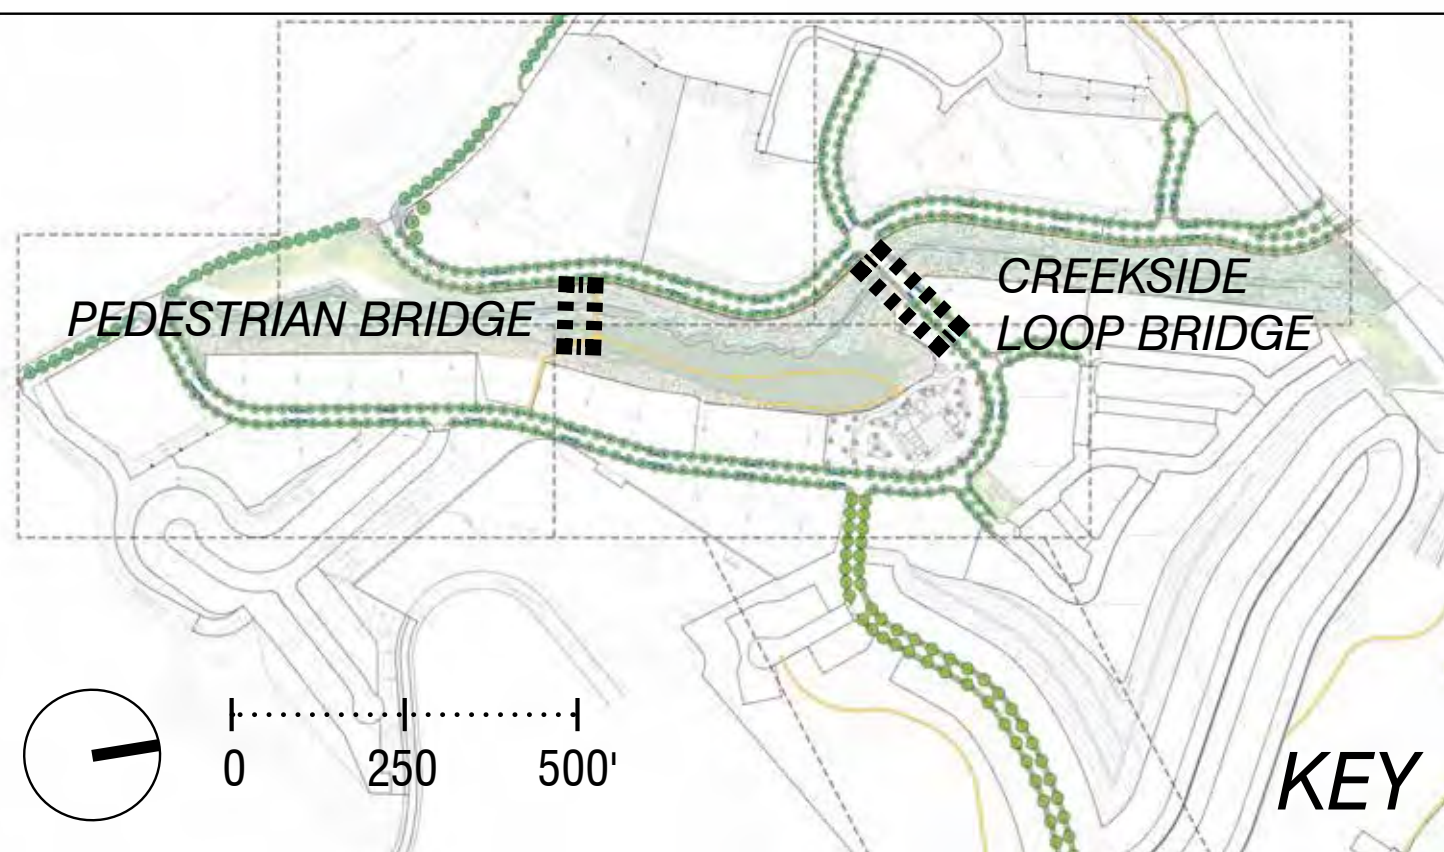 PEDESTRIAN BRIDGE
CREEKSIDE
LOOP BRIDGE
0 250 500'
KEY